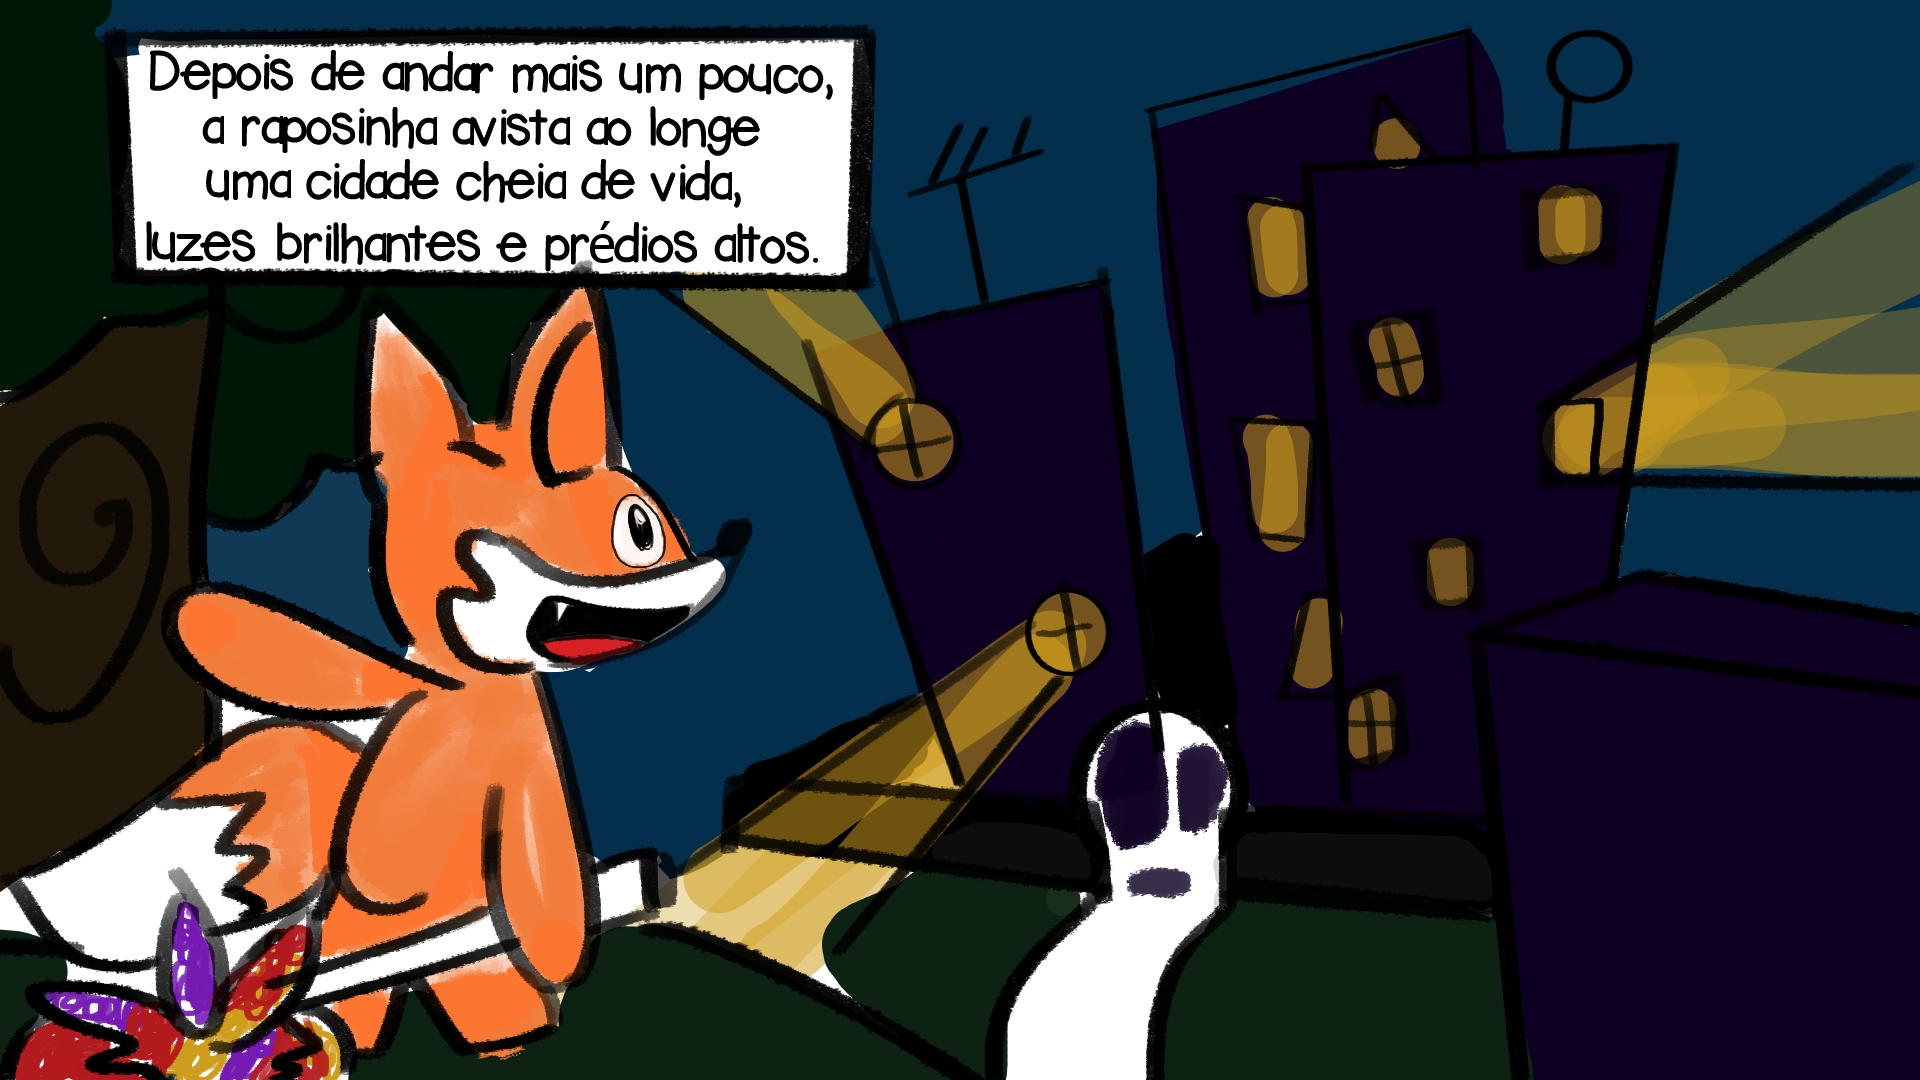 Depois de andar mais um pouco,
a raposinha avista ao longe
uma cidade cheia de vida,
luzes brilhantes e prédios altos.